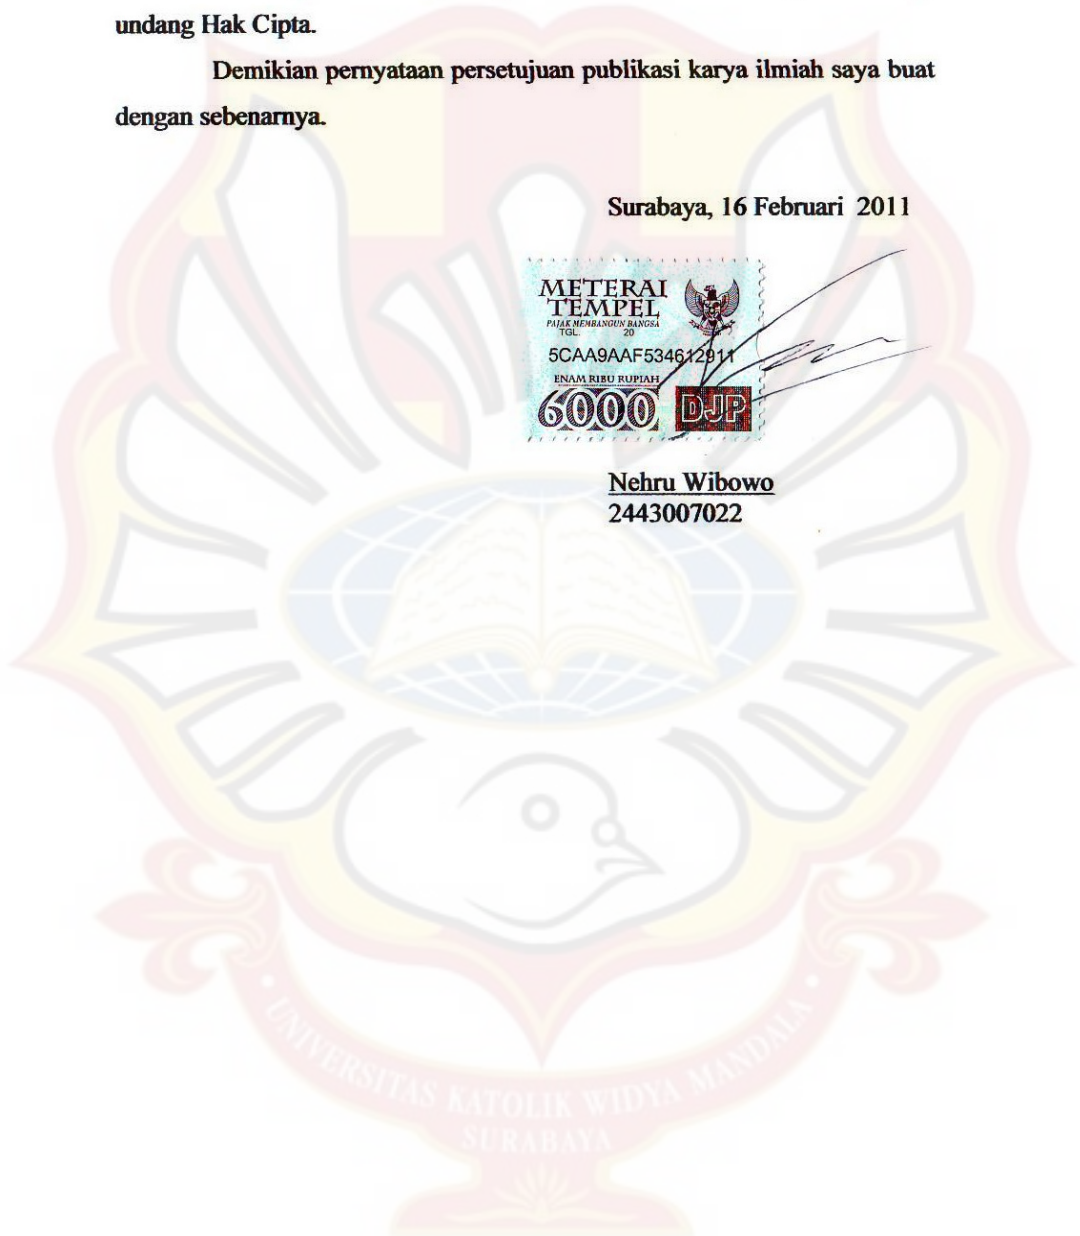 undang Hak Cipta.
Demikian pernyataan persetujuan publikasi karya ilmiah saya buat
dengan sebenarnya.
Surabaya, 16 Februari 2011
METERAI
TEMPEL
PAJAK MEMBANGUN BANGSA
TGL. 20
5CAA9AAF534612911
ENAM RIBU RUPIAH
6000 DJP
Nehru Wibowo
2443007022
UNIVERSITAS KATOLIK WIDYA MANDALA
SURABAYA